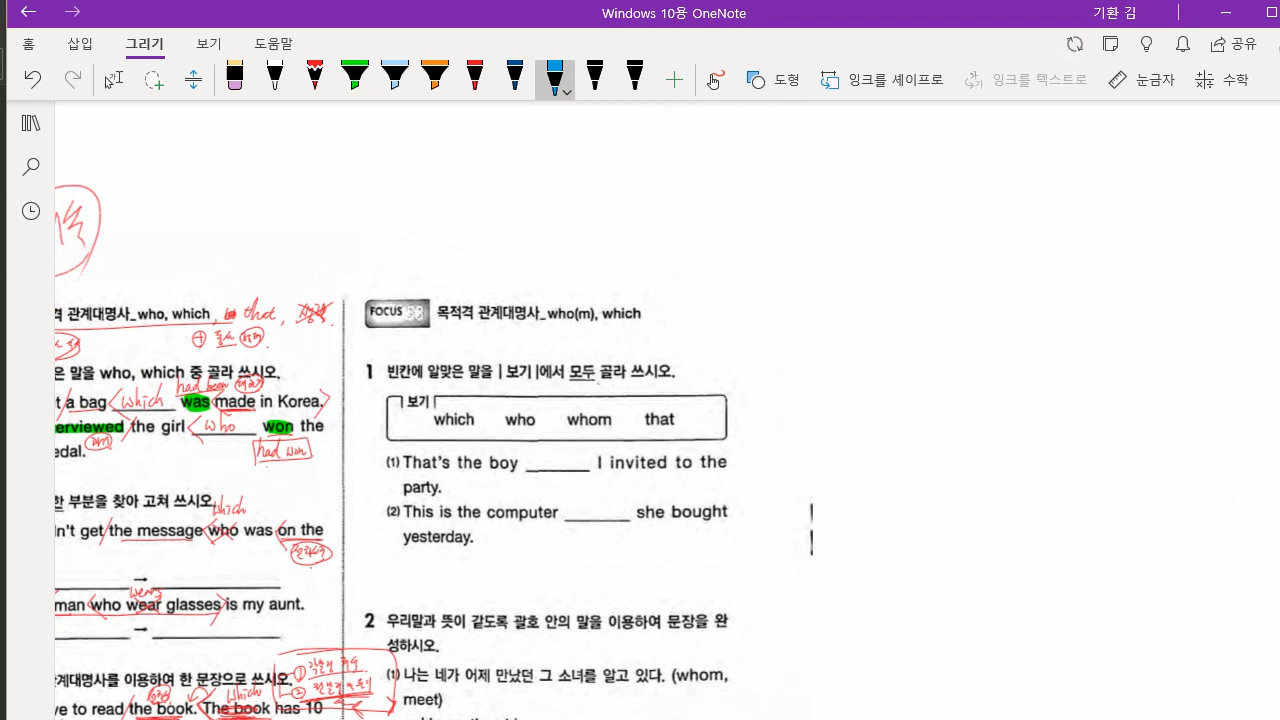 Windows 10용 OneNote
기환 김
홈 삽입 그리기 보기 도움말
공유
도형 잉크를 셰이프로 잉크를 텍스트로 눈금자 수학
격 관계대명사_who, which, that,
은 말을 who, which 중 골라 쓰시오.
had been
t a bag which was made in Korea.
erviewed the girl who won the
edal.
had won
한 부분을 찾아 고쳐 쓰시오.
which
n't get the message who was on the
→
wears
man who wear glasses is my aunt.
→
관계대명사를 이용하여 한 문장으로 쓰시오.
①
②
which
ve to read the book. The book has 10
FOCUS 58 목적격 관계대명사_who(m), which
1 빈칸에 알맞은 말을 | 보기 |에서 모두 골라 쓰시오.
보기
which who whom that
(1) That's the boy ________ I invited to the
party.
(2) This is the computer ________ she bought
yesterday.
2 우리말과 뜻이 같도록 괄호 안의 말을 이용하여 문장을 완
성하시오.
(1) 나는 네가 어제 만났던 그 소녀를 알고 있다. (whom,
meet)